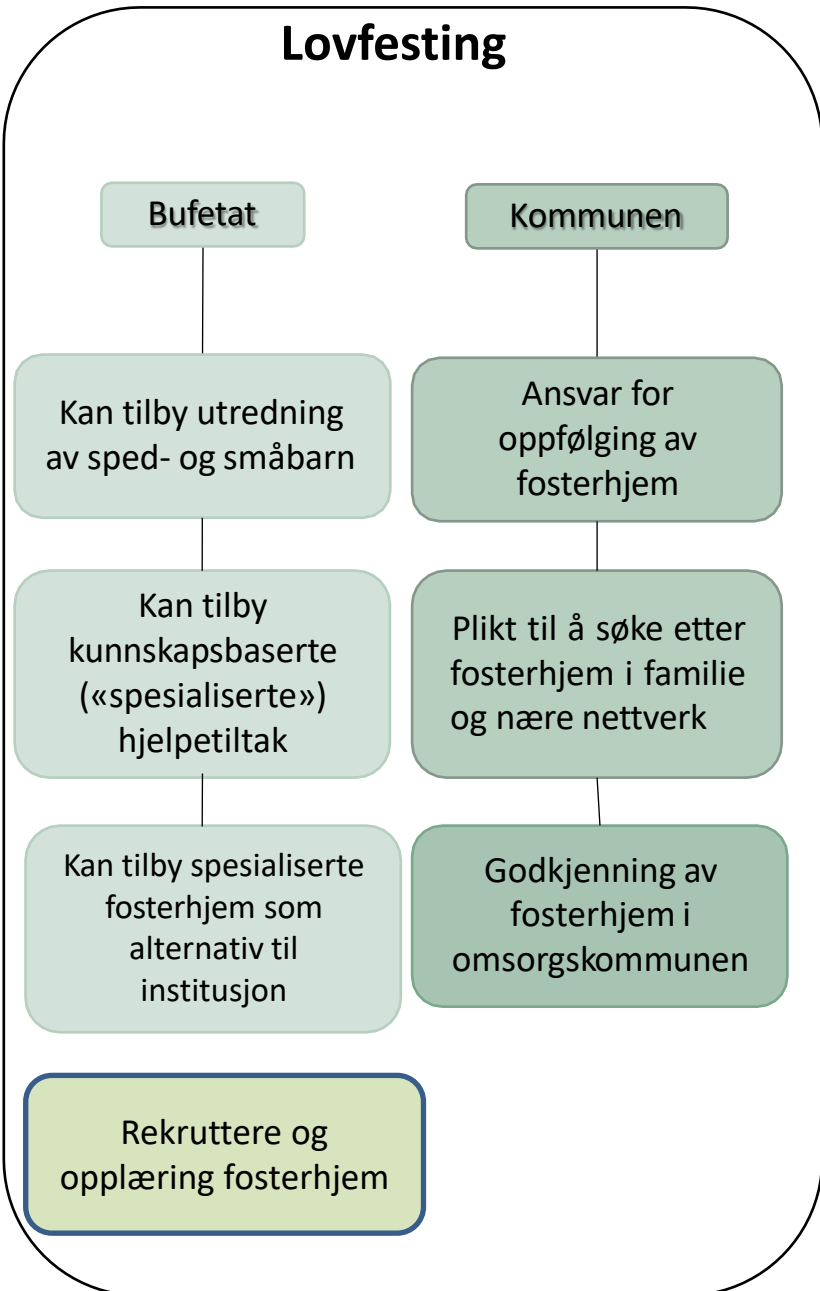 Lovfesting
Bufetat
Kan tilby utredning
av sped- og småbarn
Kan tilby
kunnskapsbaserte
(«spesialiserte»)
hjelpetiltak
Kan tilby spesialiserte
fosterhjem som
alternativ til
institusjon
Rekruttere og
opplæring fosterhjem
Kommunen
Ansvar for
oppfølging av
fosterhjem
Plikt til å søke etter
fosterhjem i familie
og nære nettverk
Godkjenning av
fosterhjem i
omsorgskommunen